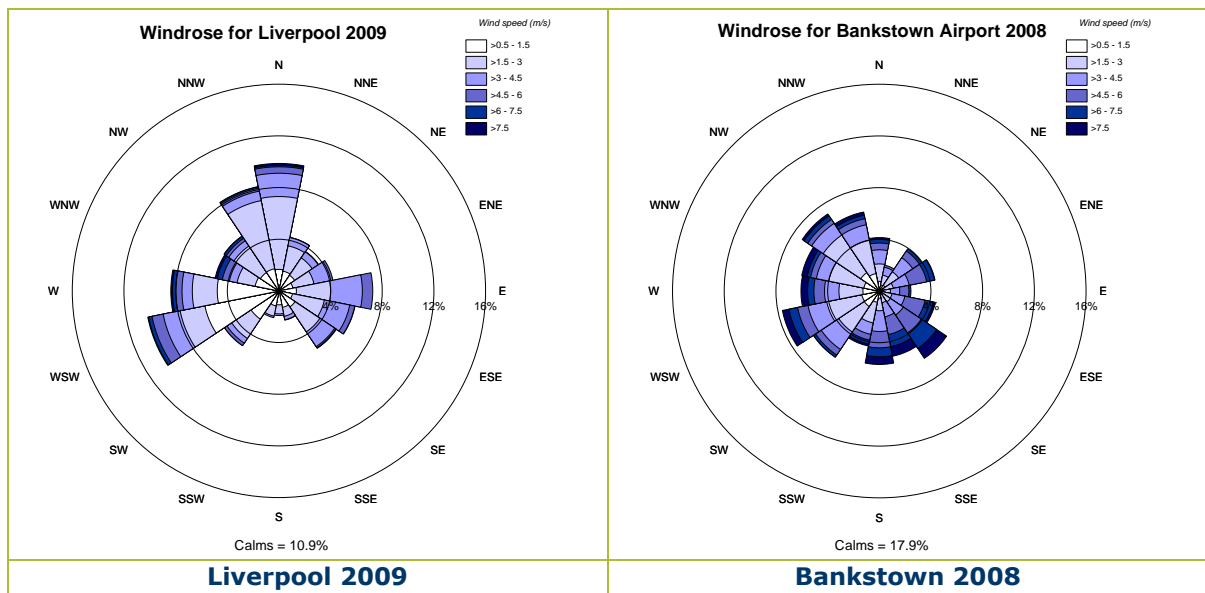 Windrose for Liverpool 2009
Wind speed (m/s)
>0.5 - 1.5
>1.5 - 3
>3 - 4.5
>4.5 - 6
>6 - 7.5
>7.5
N
NNW
NNE
NW
NE
WNW
ENE
W
E
4%
8%
12%
16%
WSW
ESE
SW
SE
SSW
SSE
S
Calms = 10.9%
Liverpool 2009
Windrose for Bankstown Airport 2008
Wind speed (m/s)
>0.5 - 1.5
>1.5 - 3
>3 - 4.5
>4.5 - 6
>6 - 7.5
>7.5
N
NNW
NNE
NW
NE
WNW
ENE
W
E
4%
8%
12%
16%
WSW
ESE
SW
SE
SSW
SSE
S
Calms = 17.9%
Bankstown 2008